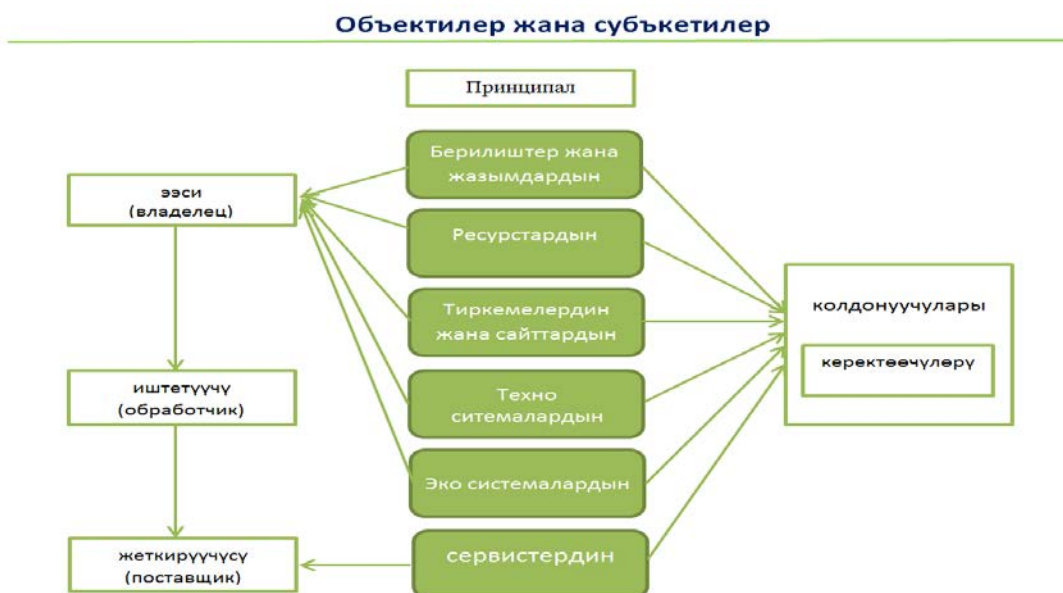 Объектилер жана субъкетилер
Принципал
Берилиштер жана
жазымдардын
ээси
(владелец)
Ресурстардын
Тиркемелердин
жана сайттардын
колдонуучулары
керектөөчүлөрү
иштетүүчү
(обработчик)
Техно
ситемалардын
Эко системалардын
жеткирүүчүсү
(поставщик)
сервистердин